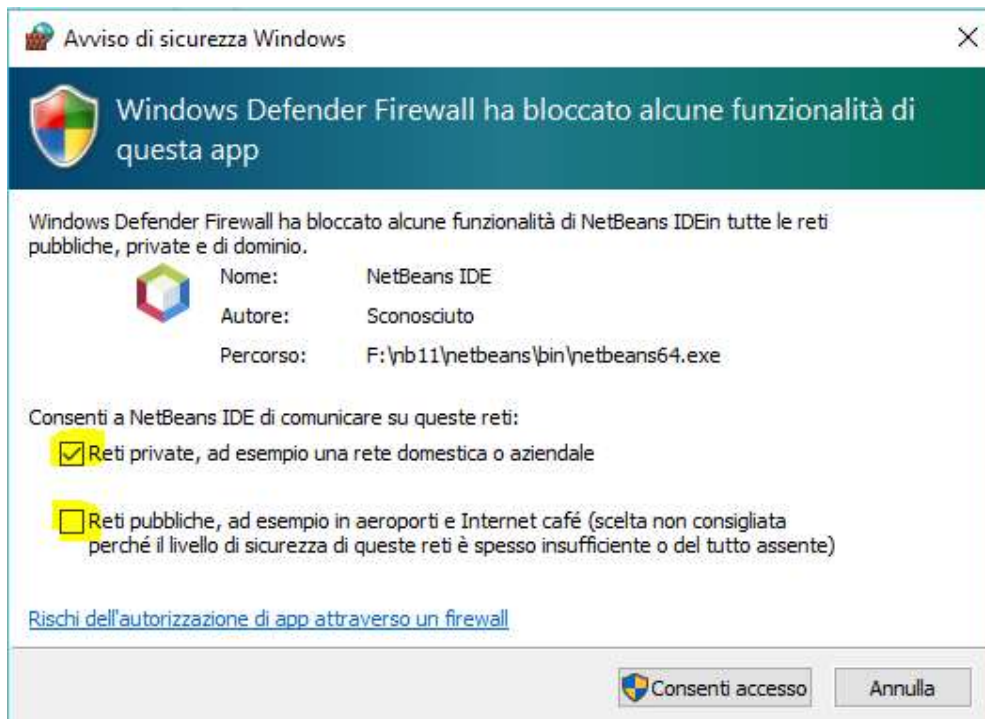 Avviso di sicurezza Windows
Windows Defender Firewall ha bloccato alcune funzionalità di
questa app
Windows Defender Firewall ha bloccato alcune funzionalità di NetBeans IDEin tutte le reti
pubbliche, private e di dominio.
Nome: NetBeans IDE
Autore: Sconosciuto
Percorso: F:\nb11\netbeans\bin\netbeans64.exe
Consenti a NetBeans IDE di comunicare su queste reti:
Reti private, ad esempio una rete domestica o aziendale
Reti pubbliche, ad esempio in aeroporti e Internet café (scelta non consigliata
perché il livello di sicurezza di queste reti è spesso insufficiente o del tutto assente)
Rischi dell'autorizzazione di app attraverso un firewall
Consenti accesso Annulla